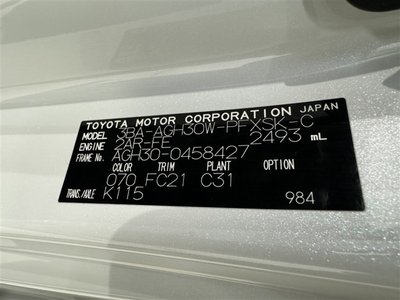 TOYOTA MOTOR CORPORATION JAPAN
MODEL 3BA-AGH30W-PFXSK-C
ENGINE 2AR-FE 2493 mL
FRAME No. AGH30-0458427
COLOR TRIM PLANT OPTION
070 FC21 C31
TRANS./AXLE K115 984